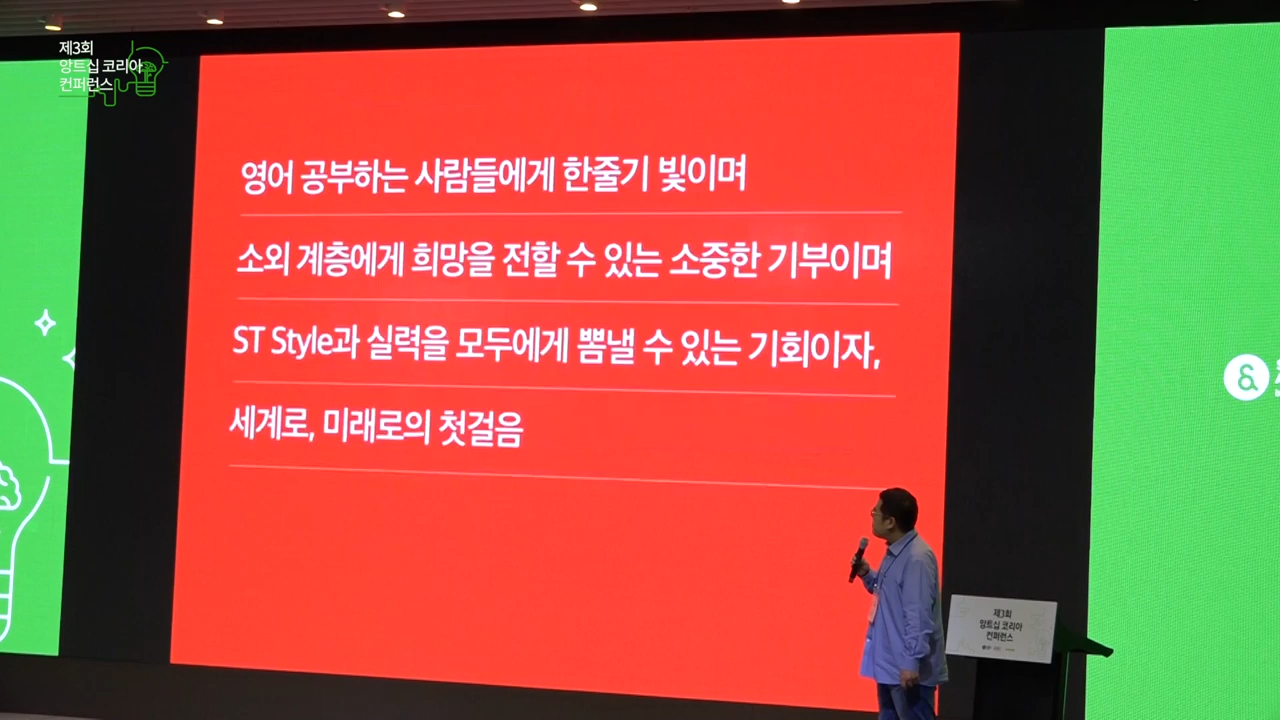 제3회
앙트십 코리아
컨퍼런스
영어 공부하는 사람들에게 한줄기 빛이며
소외 계층에게 희망을 전할 수 있는 소중한 기부이며
ST Style과 실력을 모두에게 뽐낼 수 있는 기회이자,
세계로, 미래로의 첫걸음
제3회
앙트십 코리아
컨퍼런스